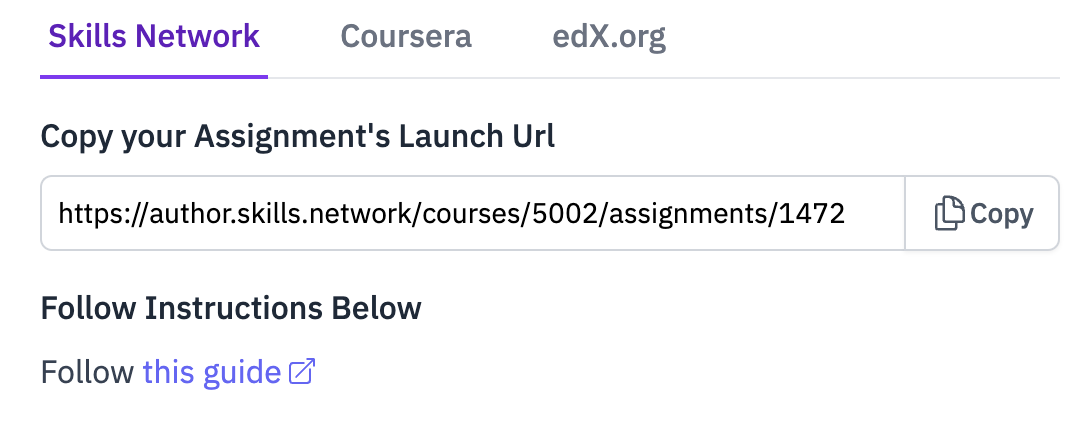 Skills Network Coursera edX.org
Copy your Assignment's Launch Url
https://author.skills.network/courses/5002/assignments/1472 Copy
Follow Instructions Below
Follow this guide